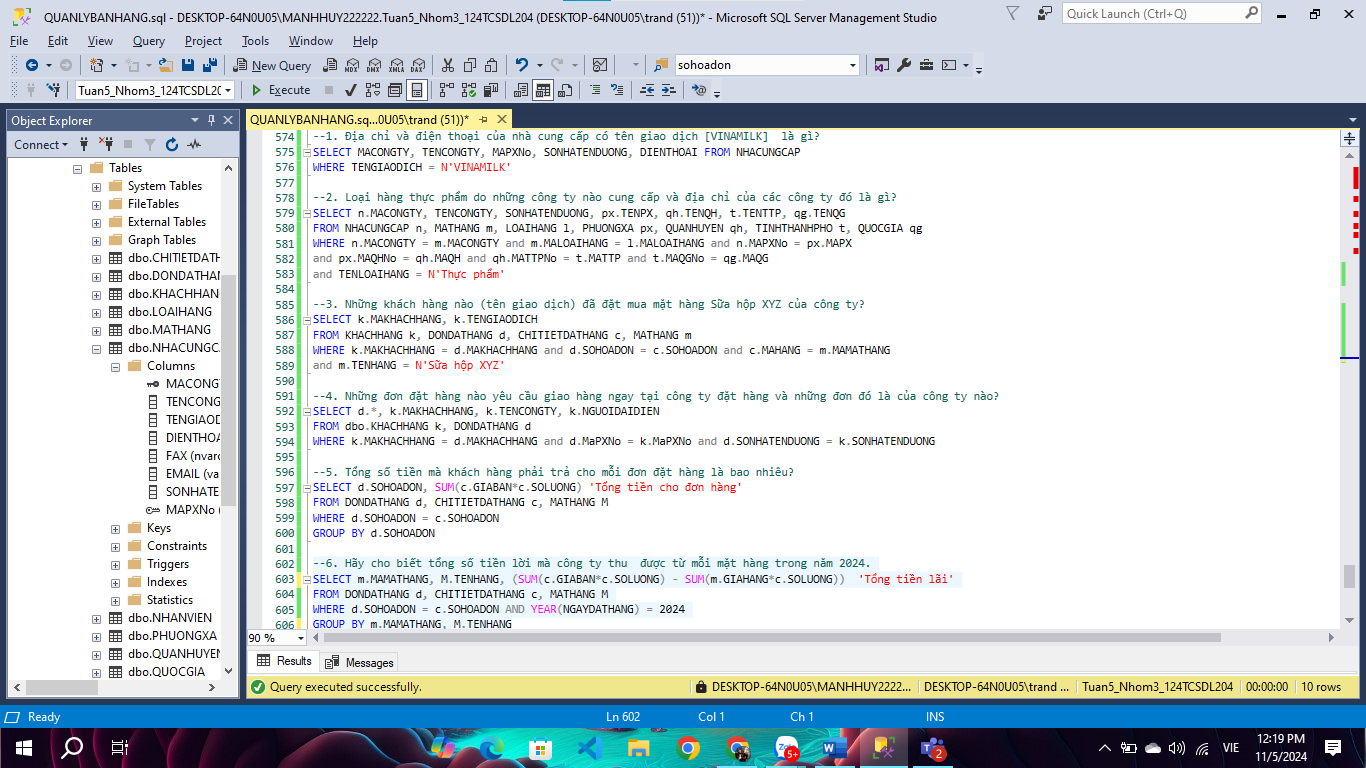 QUANLYBANHANG.sql - DESKTOP-64N0U05\MANHHUY222222.Tuan5_Nhom3_124TCSDL204 (DESKTOP-64N0U05\trand (51))* - Microsoft SQL Server Management Studio
Quick Launch (Ctrl+Q)
File Edit View Query Project Tools Window Help
New Query MDX DMX XMLA DAX sohoadon
Tuan5_Nhom3_124TCSDL20 Execute
Object Explorer
QUANLYBANHANG.sq...0U05\trand (51))*
Connect
Tables
System Tables
FileTables
External Tables
Graph Tables
dbo.CHITIETDATH
dbo.DONDATHAN
dbo.KHACHHAN
dbo.LOAIHANG
dbo.MATHANG
dbo.NHACUNGCA
Columns
MACONGT
TENCONG
TENGIAOD
DIENTHOA
FAX (nvarc
EMAIL (va
SONHATE
MAPXNo (
Keys
Constraints
Triggers
Indexes
Statistics
dbo.NHANVIEN
dbo.PHUONGXA
dbo.QUANHUYEN
dbo.QUOCGIA
574 --1. Địa chỉ và điện thoại của nhà cung cấp có tên giao dịch [VINAMILK] là gì?
575 SELECT MACONGTY, TENCONGTY, MAPXNo, SONHATENDUONG, DIENTHOAI FROM NHACUNGCAP
576 WHERE TENGIAODICH = N'VINAMILK'
577
578 --2. Loại hàng thực phẩm do những công ty nào cung cấp và địa chỉ của các công ty đó là gì?
579 SELECT n.MACONGTY, TENCONGTY, SONHATENDUONG, px.TENPX, qh.TENQH, t.TENTTP, qg.TENQG
580 FROM NHACUNGCAP n, MATHANG m, LOAIHANG l, PHUONGXA px, QUANHUYEN qh, TINHTHANHPHO t, QUOCGIA qg
581 WHERE n.MACONGTY = m.MACONGTY and m.MALOAIHANG = l.MALOAIHANG and n.MAPXNo = px.MAPX
582 and px.MAQHNo = qh.MAQH and qh.MATTPNo = t.MATTP and t.MAQGNo = qg.MAQG
583 and TENLOAIHANG = N'Thực phẩm'
584
585 --3. Những khách hàng nào (tên giao dịch) đã đặt mua mặt hàng Sữa hộp XYZ của công ty?
586 SELECT k.MAKHACHHANG, k.TENGIAODICH
587 FROM KHACHHANG k, DONDATHANG d, CHITIETDATHANG c, MATHANG m
588 WHERE k.MAKHACHHANG = d.MAKHACHHANG and d.SOHOADON = c.SOHOADON and c.MAHANG = m.MAMATHANG
589 and m.TENHANG = N'Sữa hộp XYZ'
590
591 --4. Những đơn đặt hàng nào yêu cầu giao hàng ngay tại công ty đặt hàng và những đơn đó là của công ty nào?
592 SELECT d.*, k.MAKHACHHANG, k.TENCONGTY, k.NGUOIDAIDIEN
593 FROM dbo.KHACHHANG k, DONDATHANG d
594 WHERE k.MAKHACHHANG = d.MAKHACHHANG and d.MaPXNo = k.MaPXNo and d.SONHATENDUONG = k.SONHATENDUONG
595
596 --5. Tổng số tiền mà khách hàng phải trả cho mỗi đơn đặt hàng là bao nhiêu?
597 SELECT d.SOHOADON, SUM(c.GIABAN*c.SOLUONG) 'Tổng tiền cho đơn hàng'
598 FROM DONDATHANG d, CHITIETDATHANG c, MATHANG M
599 WHERE d.SOHOADON = c.SOHOADON
600 GROUP BY d.SOHOADON
601
602 --6. Hãy cho biết tổng số tiền lời mà công ty thu được từ mỗi mặt hàng trong năm 2024.
603 SELECT m.MAMATHANG, M.TENHANG, (SUM(c.GIABAN*c.SOLUONG) - SUM(m.GIAHANG*c.SOLUONG)) 'Tổng tiền lãi'
604 FROM DONDATHANG d, CHITIETDATHANG c, MATHANG M
605 WHERE d.SOHOADON = c.SOHOADON AND YEAR(NGAYDATHANG) = 2024
606 GROUP BY m.MAMATHANG, M.TENHANG
90 %
Results Messages
Query executed successfully. DESKTOP-64N0U05\MANHHUY2222... DESKTOP-64N0U05\trand ... Tuan5_Nhom3_124TCSDL204 00:00:00 10 rows
Ready Ln 602 Col 1 Ch 1 INS
Zalo 5+ 2 VIE 12:19 PM
11/5/2024